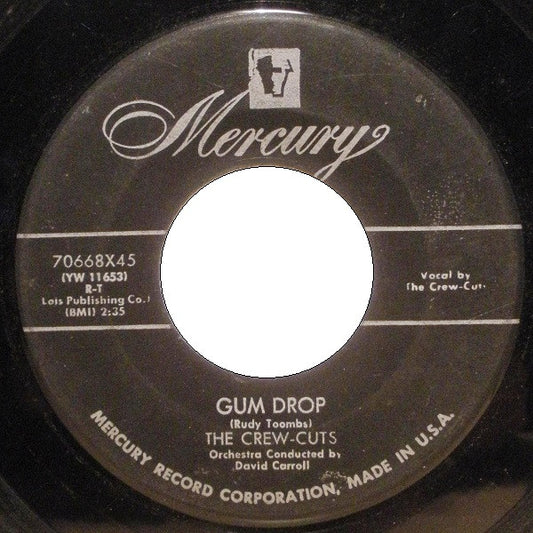 Mercury
70668X45
(YW 11653)
R-T
Lois Publishing Co.)
(BMI) 2:35
Vocal by
The Crew-Cuts
GUM DROP
(Rudy Toombs)
THE CREW-CUTS
Orchestra Conducted by
David Carroll
MERCURY RECORD CORPORATION, MADE IN U.S.A.